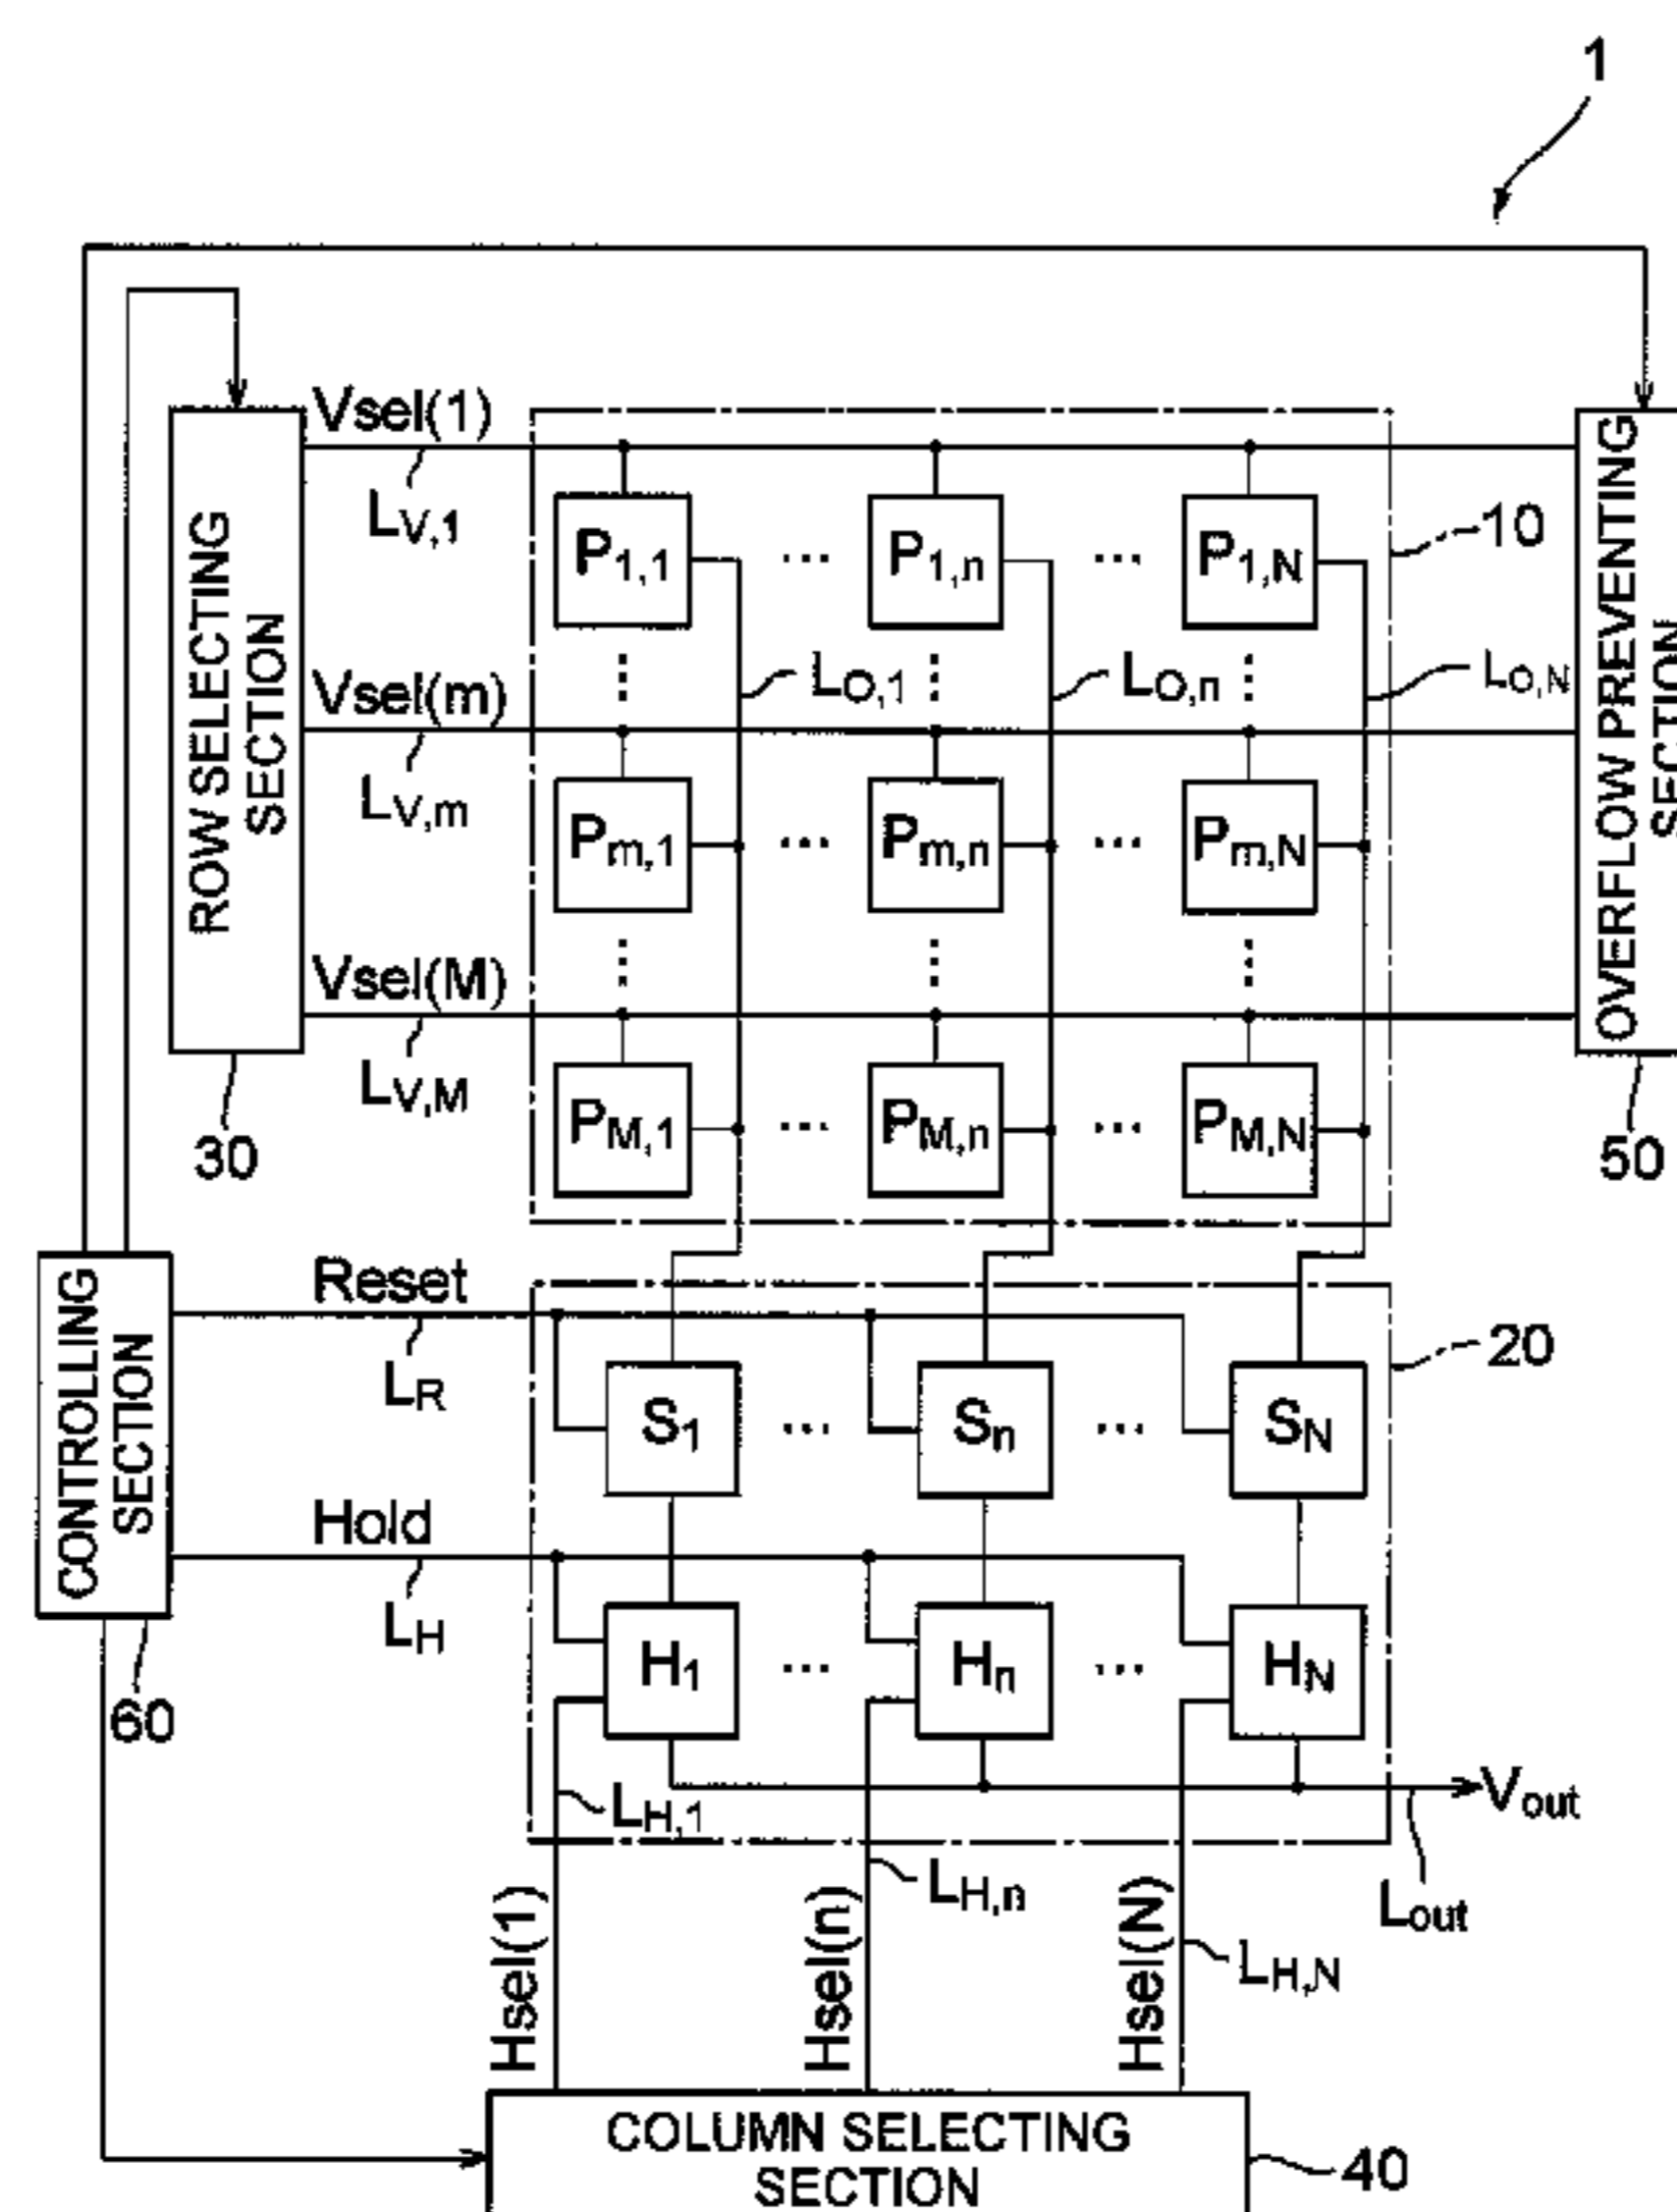 1
Vsel(1)
LV,1
P1,1 ... P1,n ... P1,N
10
ROW SELECTING
SECTION
OVERFLOW PREVENTING
SECTION
LO,1
LO,n
LO,N
Vsel(m)
LV,m
Pm,1 ... Pm,n ... Pm,N
Vsel(M)
LV,M
PM,1 ... PM,n ... PM,N
30
50
CONTROLLING
SECTION
Reset
LR
20
S1 ... Sn ... SN
Hold
LH
H1 ... Hn ... HN
60
Vout
LH,1
LH,n
Lout
LH,N
Hsel(1)
Hsel(n)
Hsel(N)
COLUMN SELECTING
SECTION
40